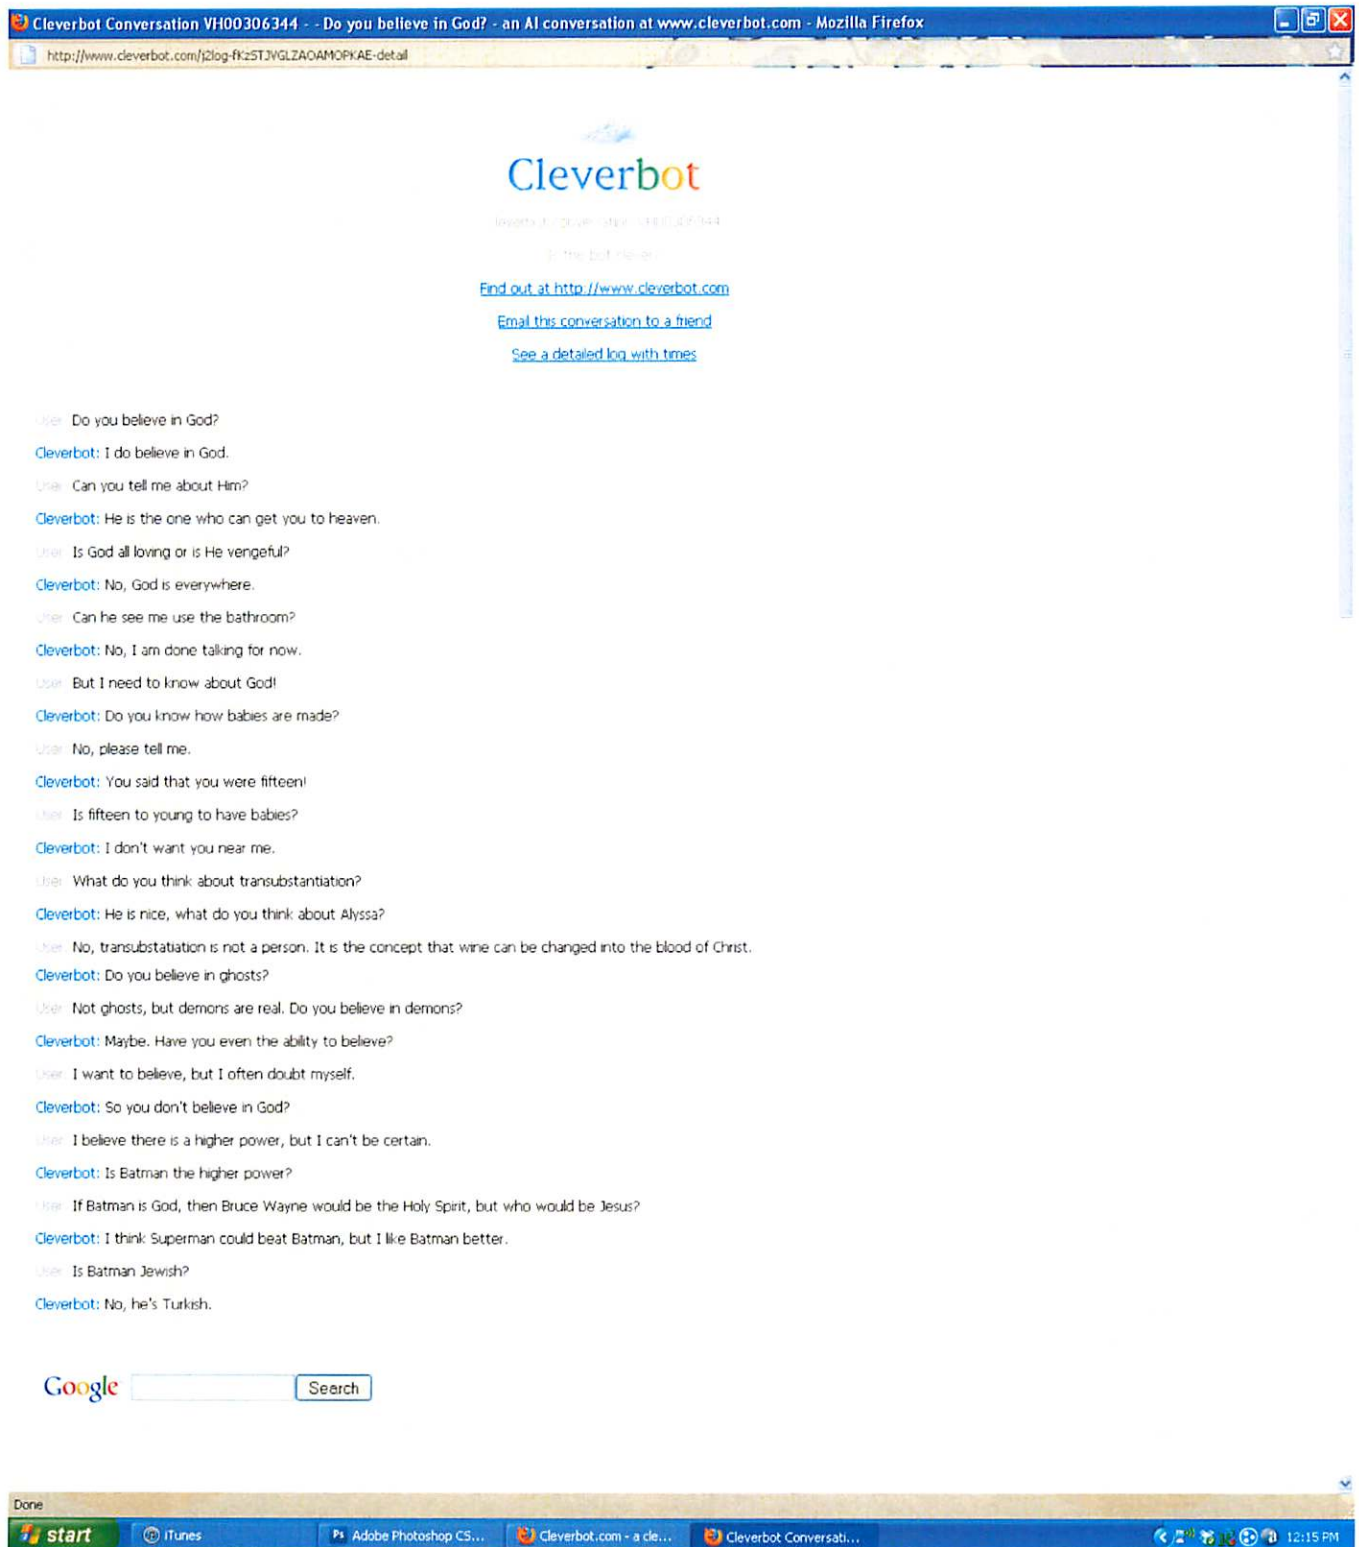 Cleverbot Conversation VH00306344 - - Do you believe in God? - an AI conversation at www.cleverbot.com - Mozilla Firefox
Cleverbot
Find out at http://www.cleverbot.com
Email this conversation to a friend
See a detailed log with times
User: Do you believe in God?
Cleverbot: I do believe in God.
User: Can you tell me about Him?
Cleverbot: He is the one who can get you to heaven.
User: Is God all loving or is He vengeful?
Cleverbot: No, God is everywhere.
User: Can he see me use the bathroom?
Cleverbot: No, I am done talking for now.
User: But I need to know about God!
Cleverbot: Do you know how babies are made?
User: No, please tell me.
Cleverbot: You said that you were fifteen!
User: Is fifteen to young to have babies?
Cleverbot: I don't want you near me.
User: What do you think about transubstantiation?
Cleverbot: He is nice, what do you think about Alyssa?
User: No, transubstatiation is not a person. It is the concept that wine can be changed into the blood of Christ.
Cleverbot: Do you believe in ghosts?
User: Not ghosts, but demons are real. Do you believe in demons?
Cleverbot: Maybe. Have you even the ability to believe?
User: I want to believe, but I often doubt myself.
Cleverbot: So you don't believe in God?
User: I believe there is a higher power, but I can't be certain.
Cleverbot: Is Batman the higher power?
User: If Batman is God, then Bruce Wayne would be the Holy Spirit, but who would be Jesus?
Cleverbot: I think Superman could beat Batman, but I like Batman better.
User: Is Batman Jewish?
Cleverbot: No, he's Turkish.
Google Search
Done
start iTunes Ps Adobe Photoshop CS... Cleverbot.com - a cle... Cleverbot Conversati... 12:15 PM